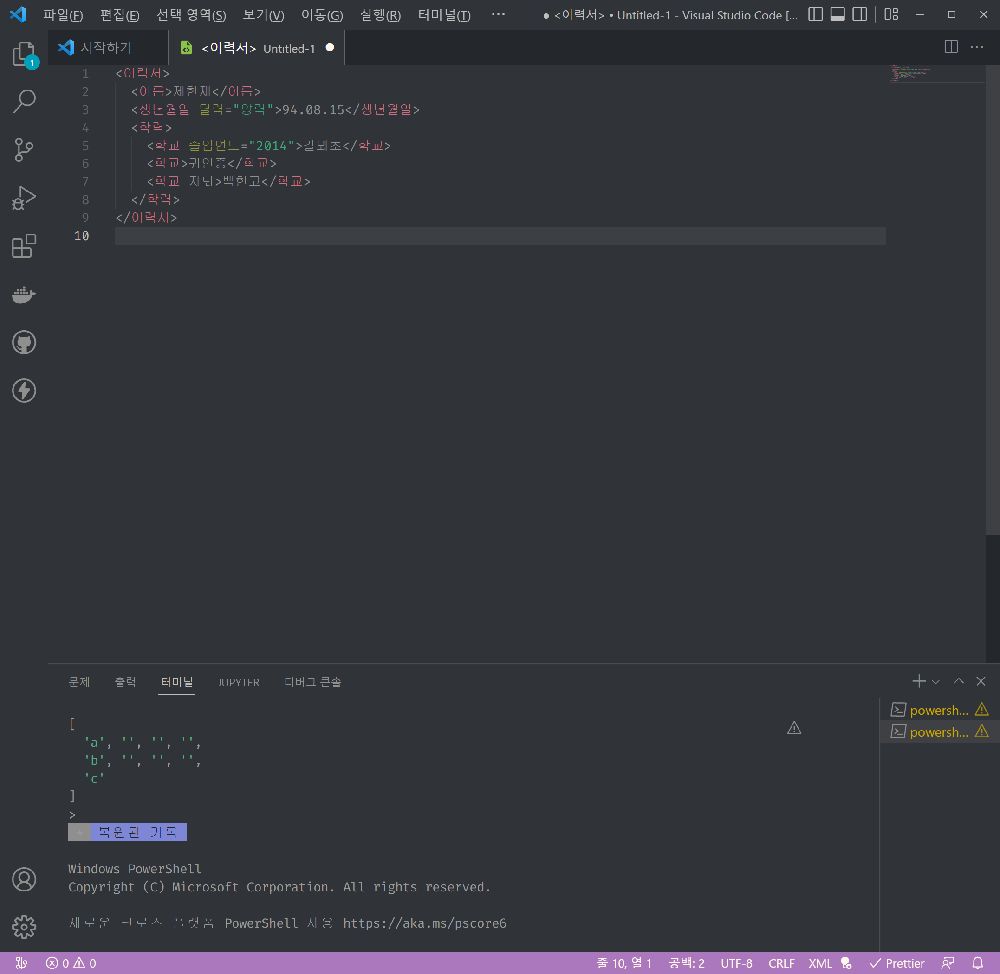 파일(F) 편집(E) 선택 영역(S) 보기(V) 이동(G) 실행(R) 터미널(T) ··· ● <이력서> • Untitled-1 - Visual Studio Code [...
시작하기 <이력서> Untitled-1 ●
1
1 <이력서>
2 <이름>제한재</이름>
3 <생년월일 달력="양력">94.08.15</생년월일>
4 <학력>
5 <학교 졸업연도="2014">갈뫼초</학교>
6 <학교>귀인중</학교>
7 <학교 자퇴>백현고</학교>
8 </학력>
9 </이력서>
10
문제 출력 터미널 JUPYTER 디버그 콘솔
powersh...
powersh...
[
'a', '', '', '',
'b', '', '', '',
'c'
]
>
* 복원된 기록
Windows PowerShell
Copyright (C) Microsoft Corporation. All rights reserved.
새로운 크로스 플랫폼 PowerShell 사용 https://aka.ms/pscore6
0 0 줄 10, 열 1 공백: 2 UTF-8 CRLF XML Prettier